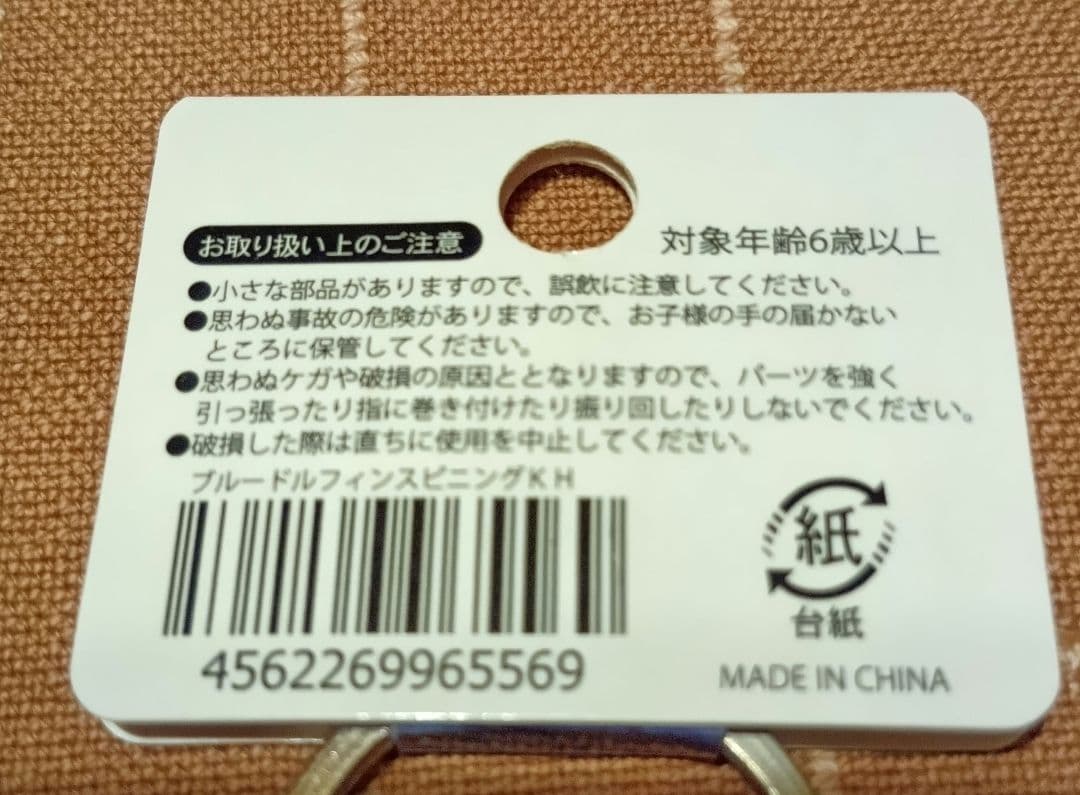 お取り扱い上のご注意
対象年齢6歳以上
●小さな部品がありますので、誤飲に注意してください。
●思わぬ事故の危険がありますので、お子様の手の届かない
ところに保管してください。
●思わぬケガや破損の原因ととなりますので、パーツを強く
引っ張ったり指に巻き付けたり振り回したりしないでください。
●破損した際は直ちに使用を中止してください。
ブルードルフィンスピニングKH
4562269965569
紙
台紙
MADE IN CHINA